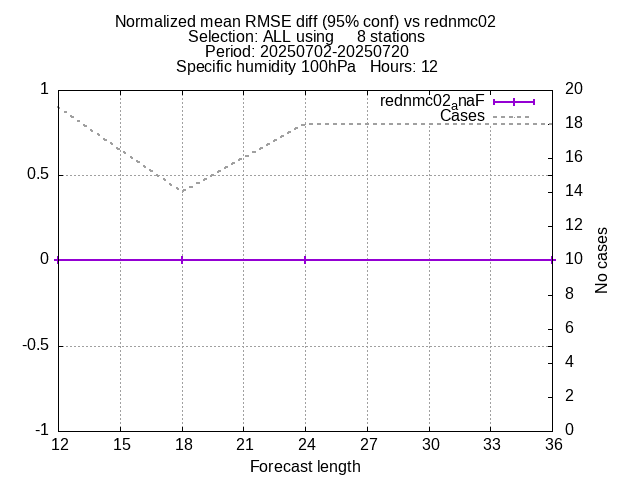 Normalized mean RMSE diff (95% conf) vs rednmc02
Selection: ALL using     8 stations
Period: 20250702-20250720
Specific humidity 100hPa   Hours: 12
rednmc02anaF
Cases
1
0.5
0
-0.5
-1
20
18
16
14
12
10
8
6
4
2
0
No cases
12 15 18 21 24 27 30 33 36
Forecast length